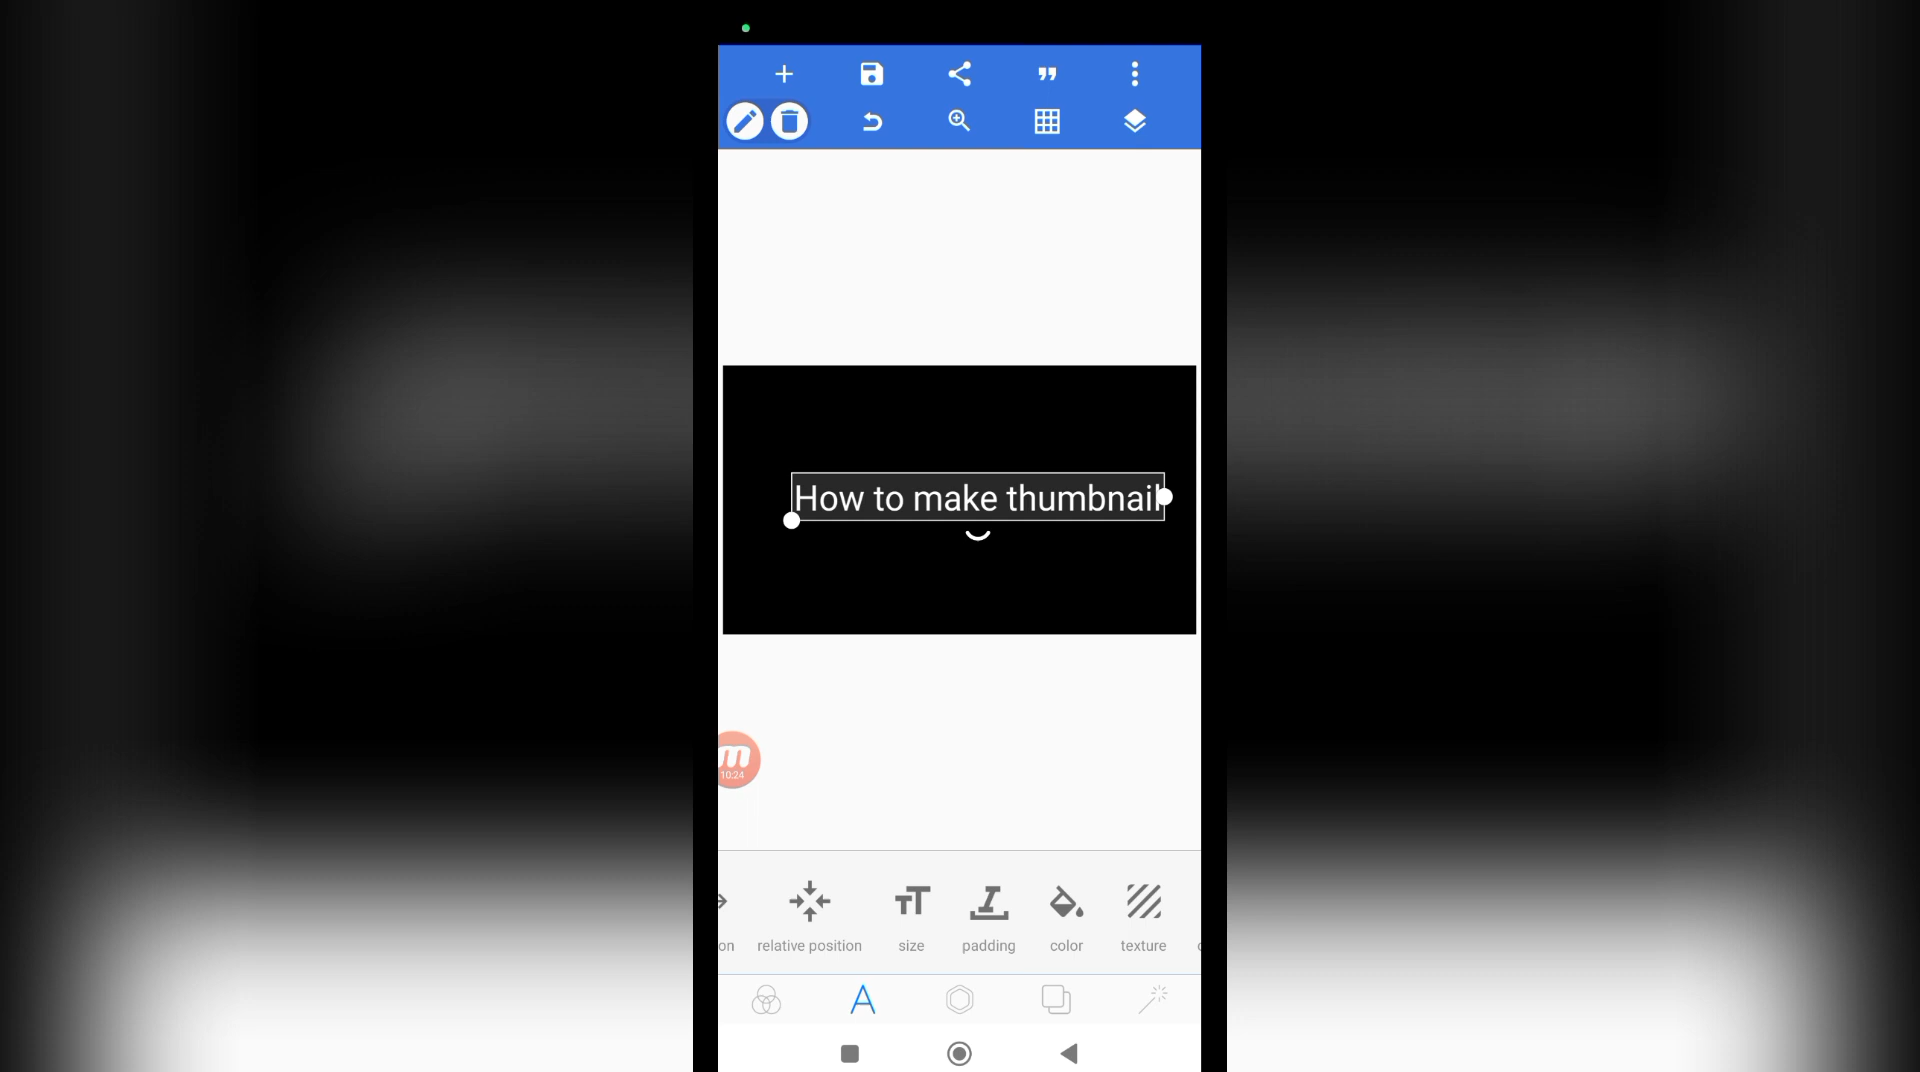 How to make thumbnail
m
10:24
on
relative position
size
padding
color
texture